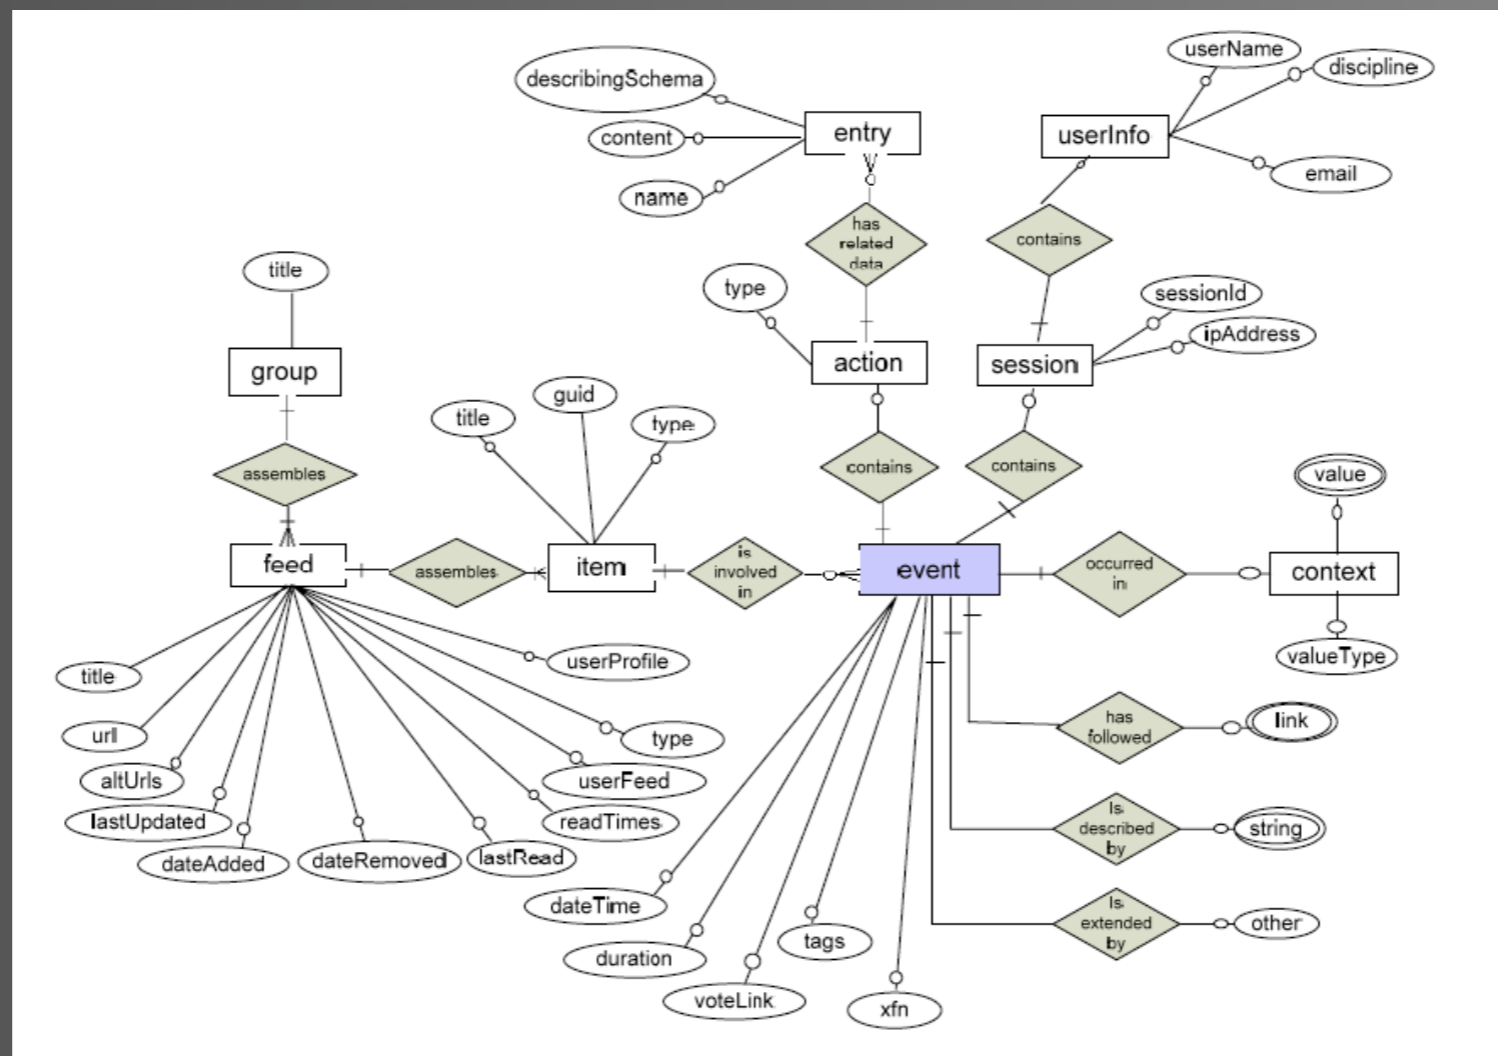 userName
describingSchema
discipline
entry
userInfo
content
email
name
has
related
data
contains
title
type
sessionId
ipAddress
group
action
session
guid
title
type
assembles
contains
contains
value
feed
assembles
item
is
involved
in
event
occurred
in
context
userProfile
valueType
title
url
type
has
followed
link
altUrls
userFeed
lastUpdated
readTimes
Is
described
by
string
dateAdded
dateRemoved
lastRead
dateTime
Is
extended
by
other
tags
duration
voteLink
xfn